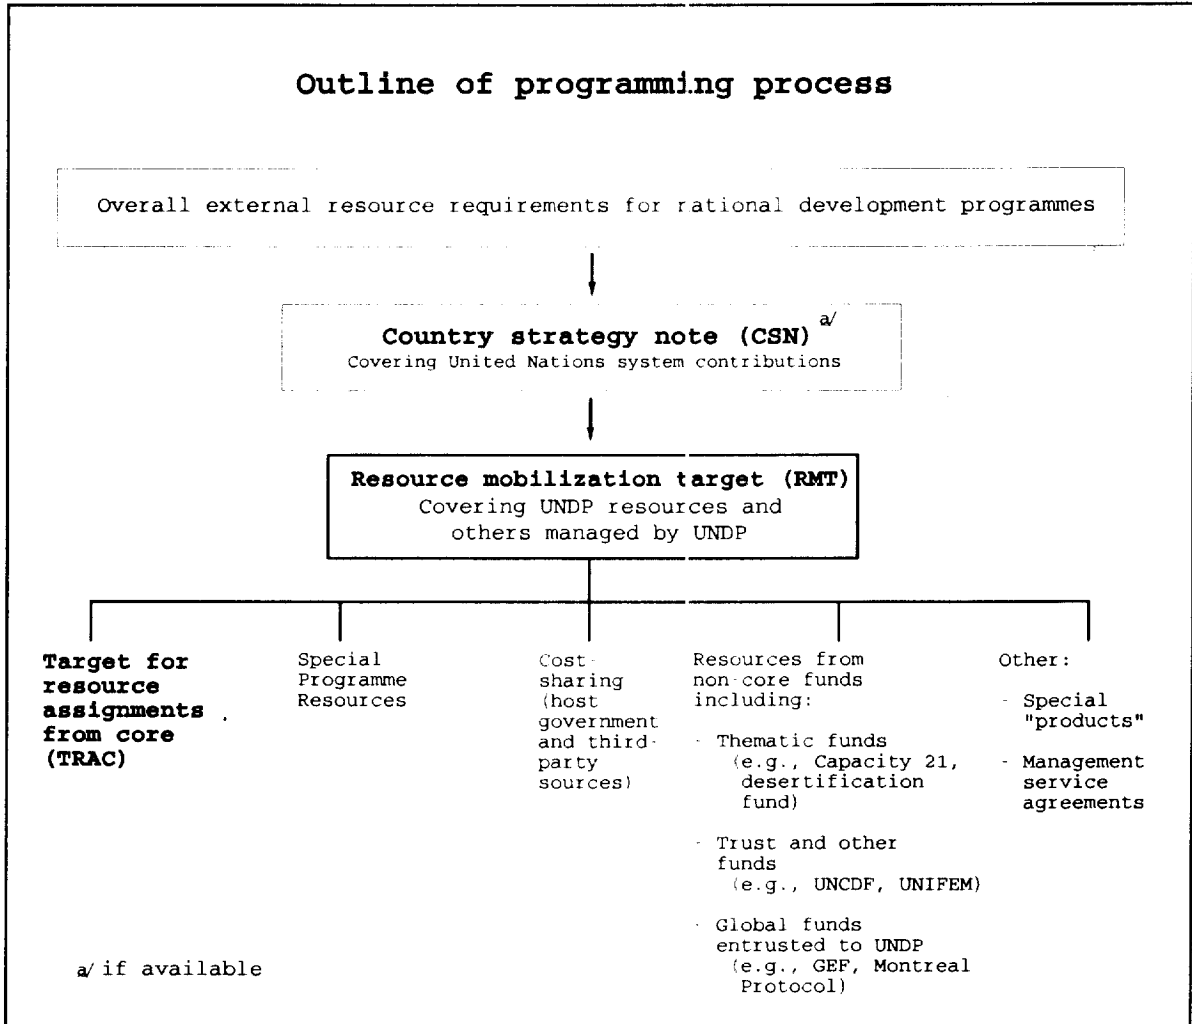 Outline of programming process
Overall external resource requirements for national development programmes
Country strategy note (CSN) a/
Covering United Nations system contributions
Resource mobilization target (RMT)
Covering UNDP resources and
others managed by UNDP
Target for
resource
assignments
from core
(TRAC)
Special
Programme
Resources
Cost-
sharing
(host
government
and third-
party
sources)
Resources from
non-core funds
including:
- Thematic funds
(e.g., Capacity 21,
desertification
fund)
- Trust and other
funds
(e.g., UNCDF, UNIFEM)
- Global funds
entrusted to UNDP
(e.g., GEF, Montreal
Protocol)
Other:
- Special
"products"
- Management
service
agreements
a/ if available